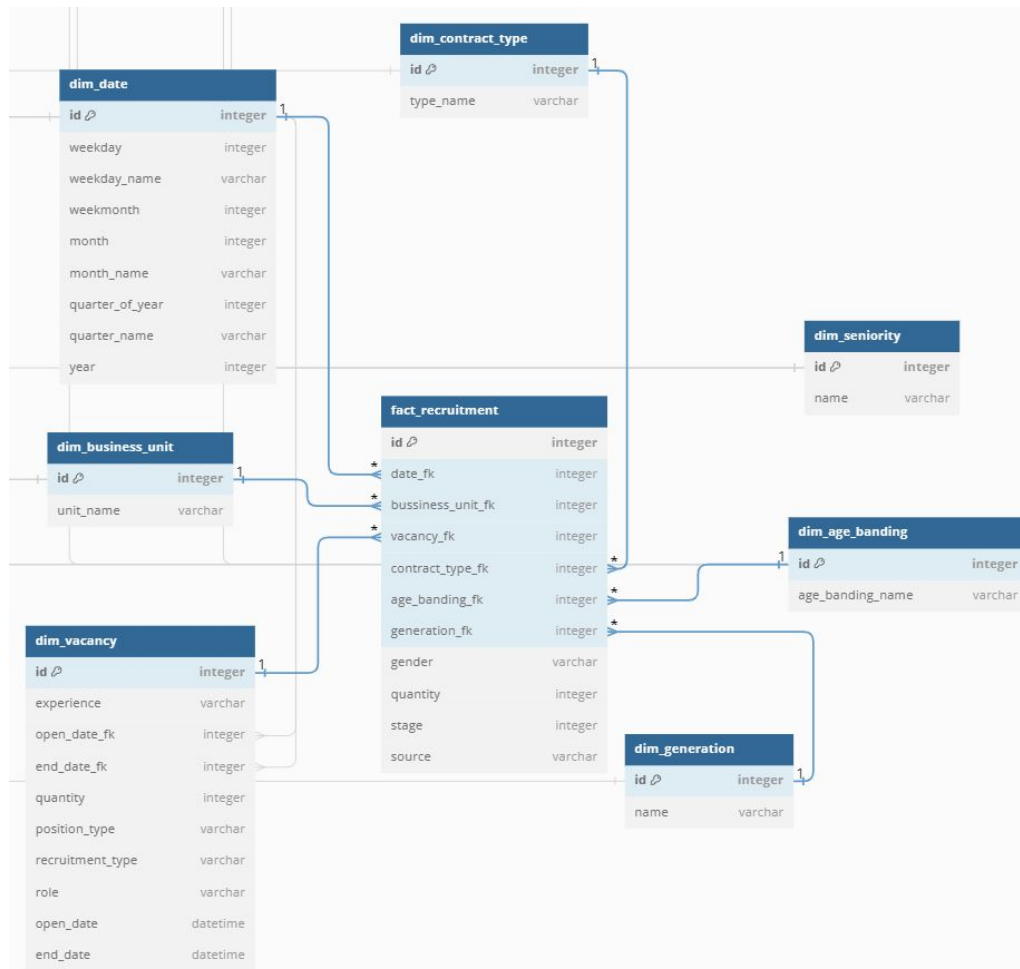 dim_contract_type
id integer 1
type_name varchar
dim_date
id integer 1
weekday integer
weekday_name varchar
weekmonth integer
month integer
month_name varchar
quarter_of_year integer
quarter_name varchar
year integer
dim_seniority
id integer
name varchar
fact_recruitment
id integer
* date_fk integer
* bussiness_unit_fk integer
* vacancy_fk integer
contract_type_fk integer *
age_banding_fk integer *
generation_fk integer *
gender varchar
quantity integer
stage integer
source varchar
dim_business_unit
id integer 1
unit_name varchar
dim_age_banding
1 id integer
age_banding_name varchar
dim_vacancy
id integer 1
experience varchar
open_date_fk integer
end_date_fk integer
quantity integer
position_type varchar
recruitment_type varchar
role varchar
open_date datetime
end_date datetime
dim_generation
id integer 1
name varchar